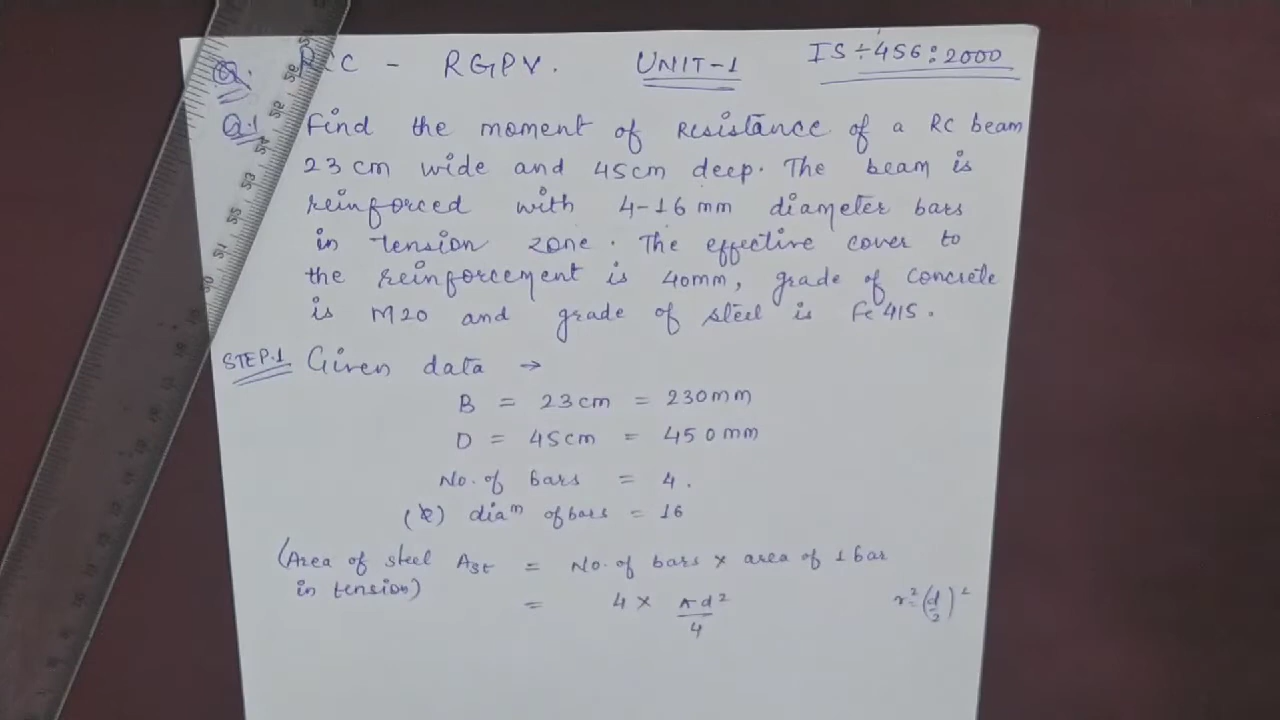 Q. RCC - RGPV. UNIT-1 IS÷456:2000
Q.1 Find the moment of Resistance of a RC beam
23 cm wide and 45cm deep. The beam is
reinforced with 4-16 mm diameter bars
in tension zone. The effective cover to
the reinforcement is 40mm, grade of concrete
is M20 and grade of steel is Fe 415.
STEP.1 Given data →
B = 23cm = 230mm
D = 45cm = 450mm
No. of bars = 4.
diam of bars = 16
(Area of steel Ast = No. of bars × area of 1 bar
in tension)
= 4 × πd²/4 r²=(d/2)²